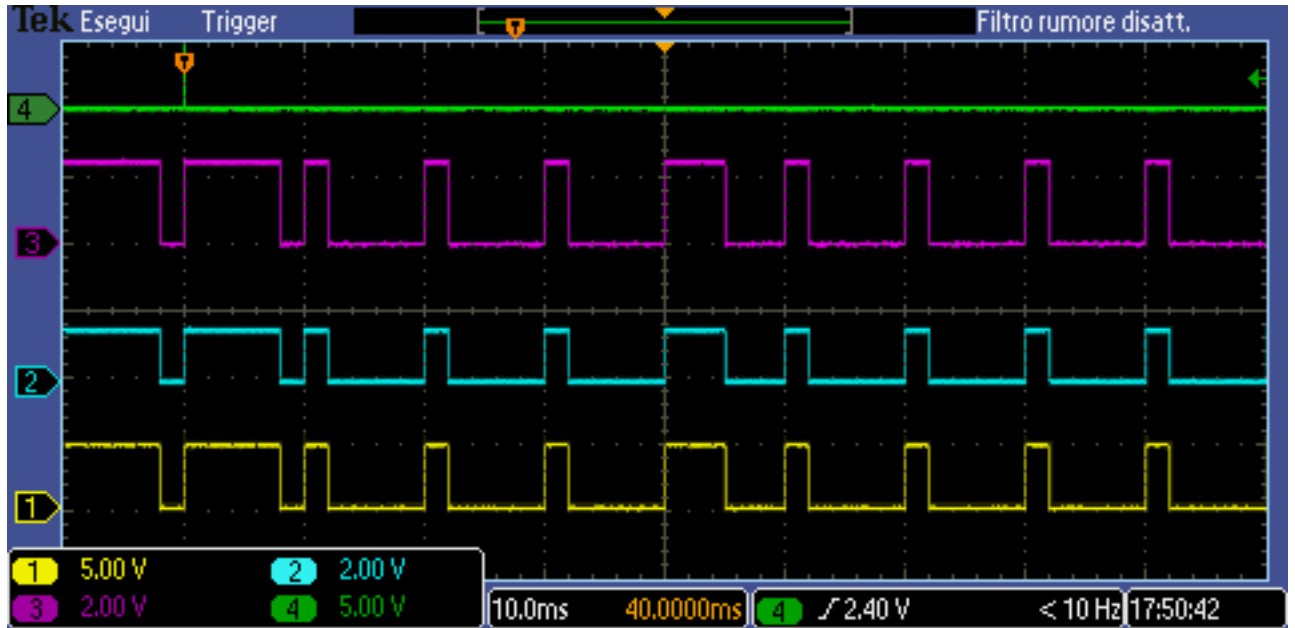 Tek Esegui Trigger Filtro rumore disatt.
T
T
4
3
2
1
1 5.00 V 2 2.00 V
3 2.00 V 4 5.00 V
10.0ms 40.0000ms 4 2.40 V < 10 Hz 17:50:42